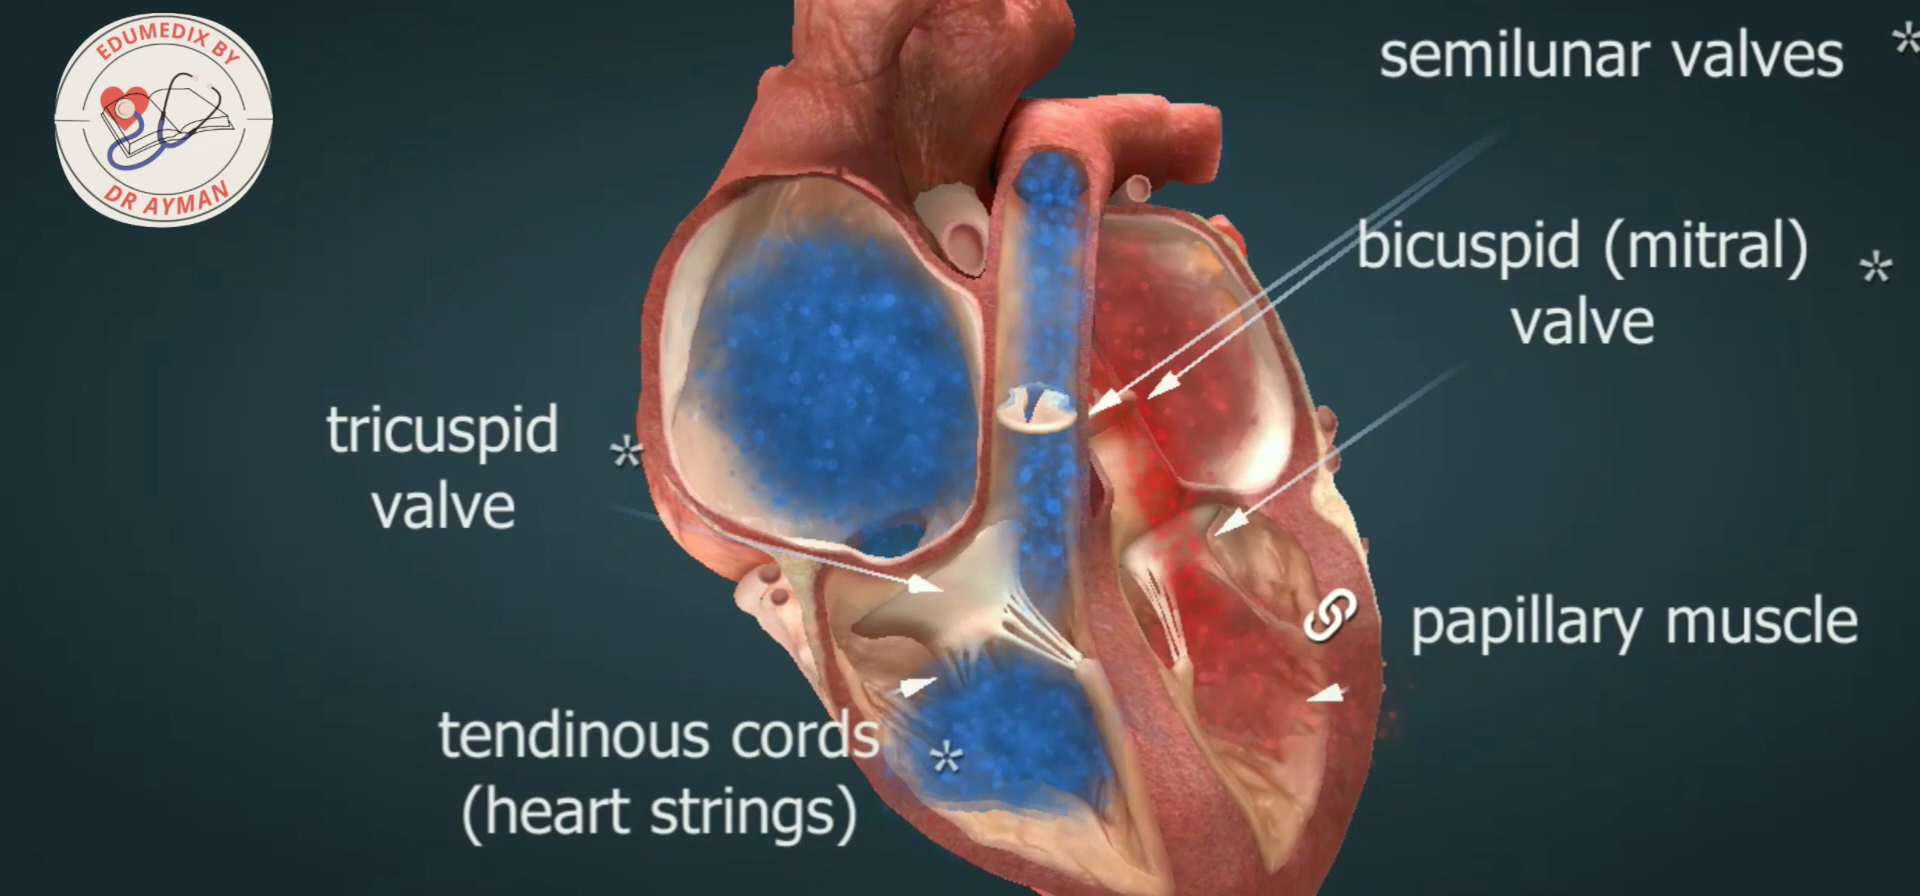 EDUMEDIX BY
DR AYMAN
semilunar valves *
bicuspid (mitral) *
valve
tricuspid *
valve
papillary muscle
tendinous cords *
(heart strings)